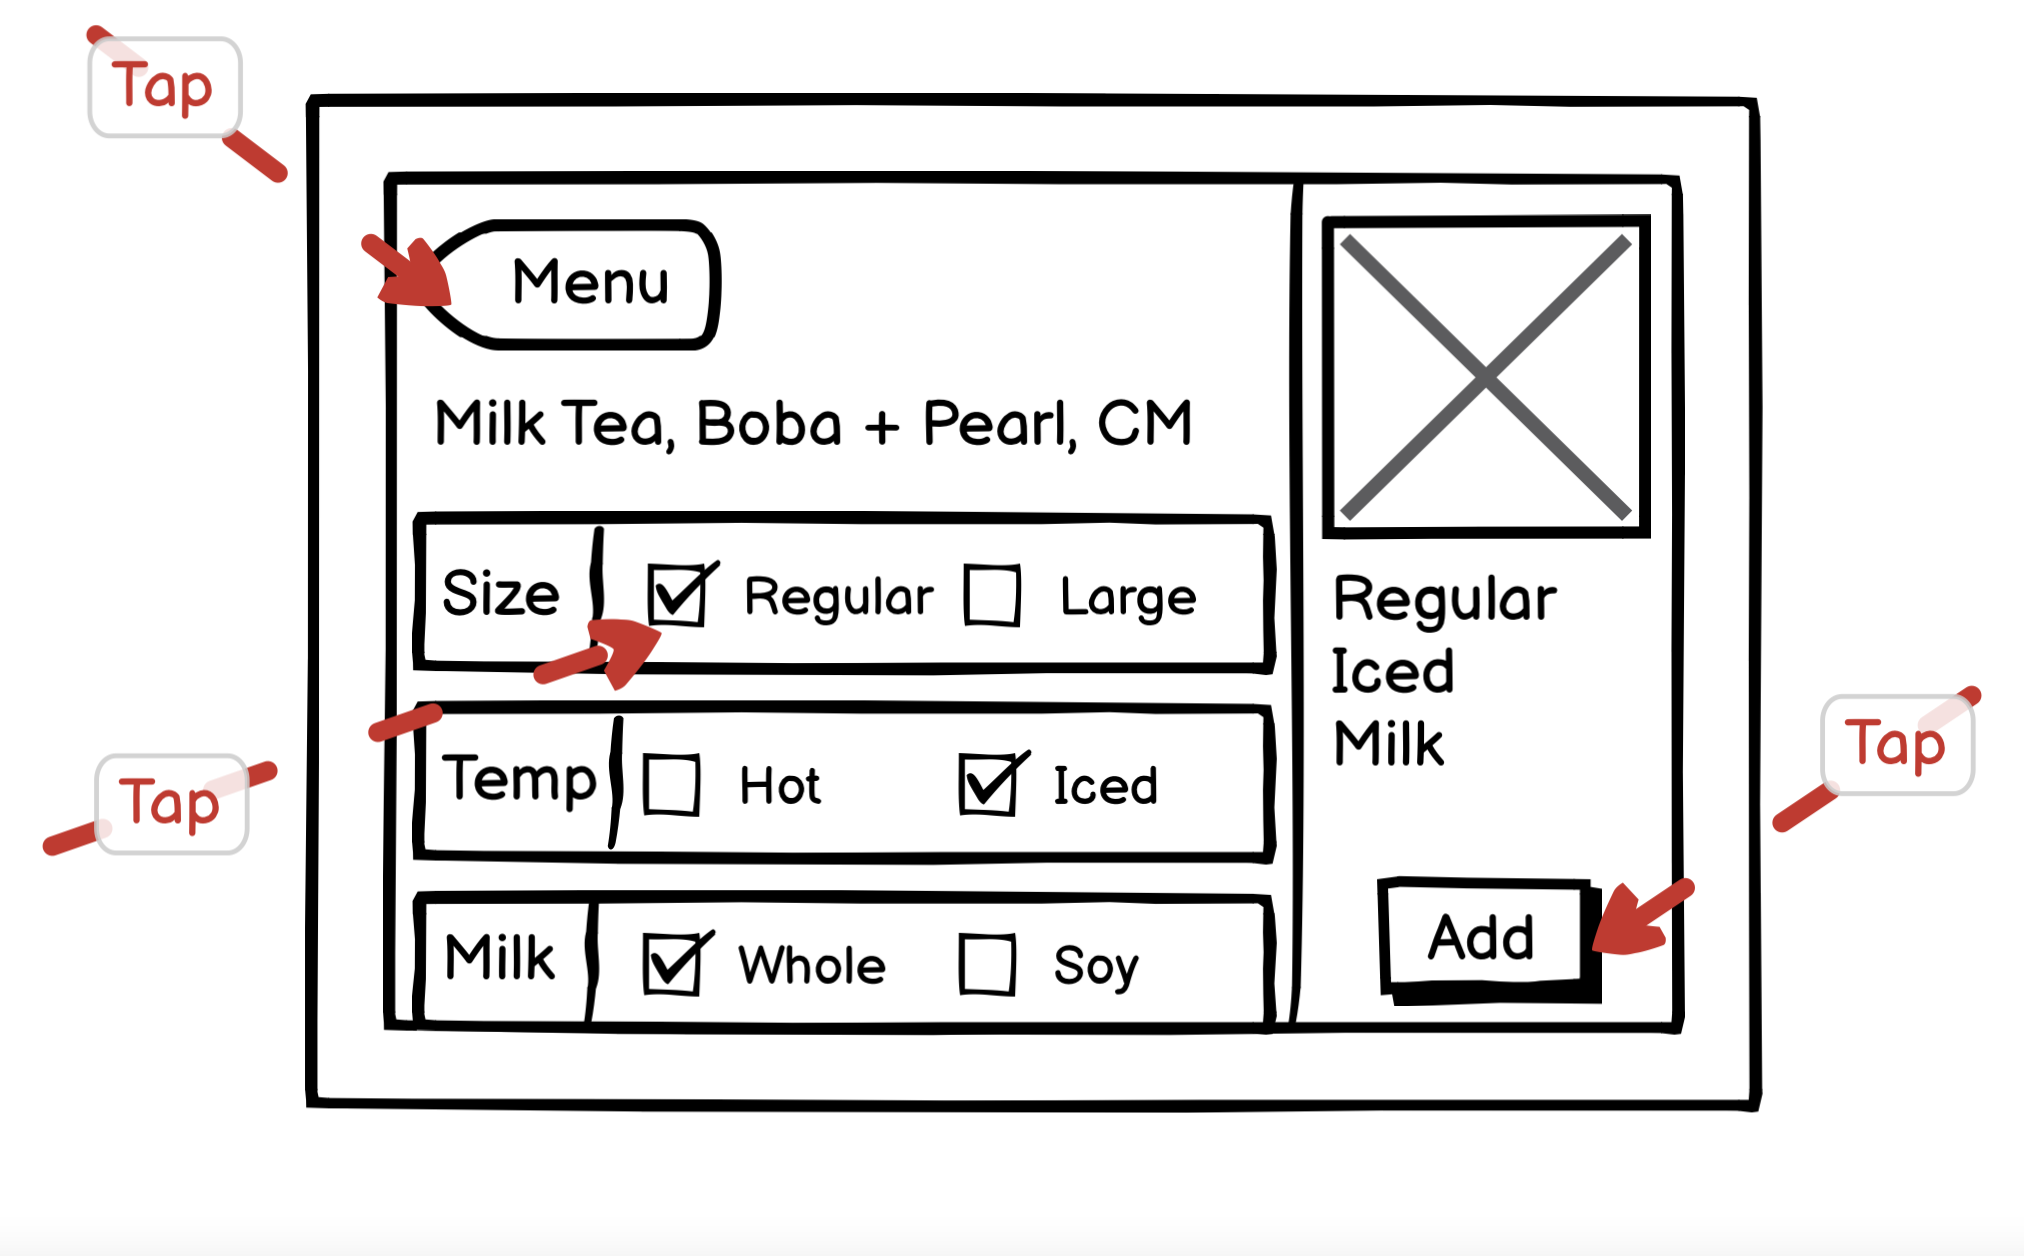 Tap
Menu
Milk Tea, Boba + Pearl, CM
Size Regular Large
Temp Hot Iced
Milk Whole Soy
Regular
Iced
Milk
Add
Tap
Tap